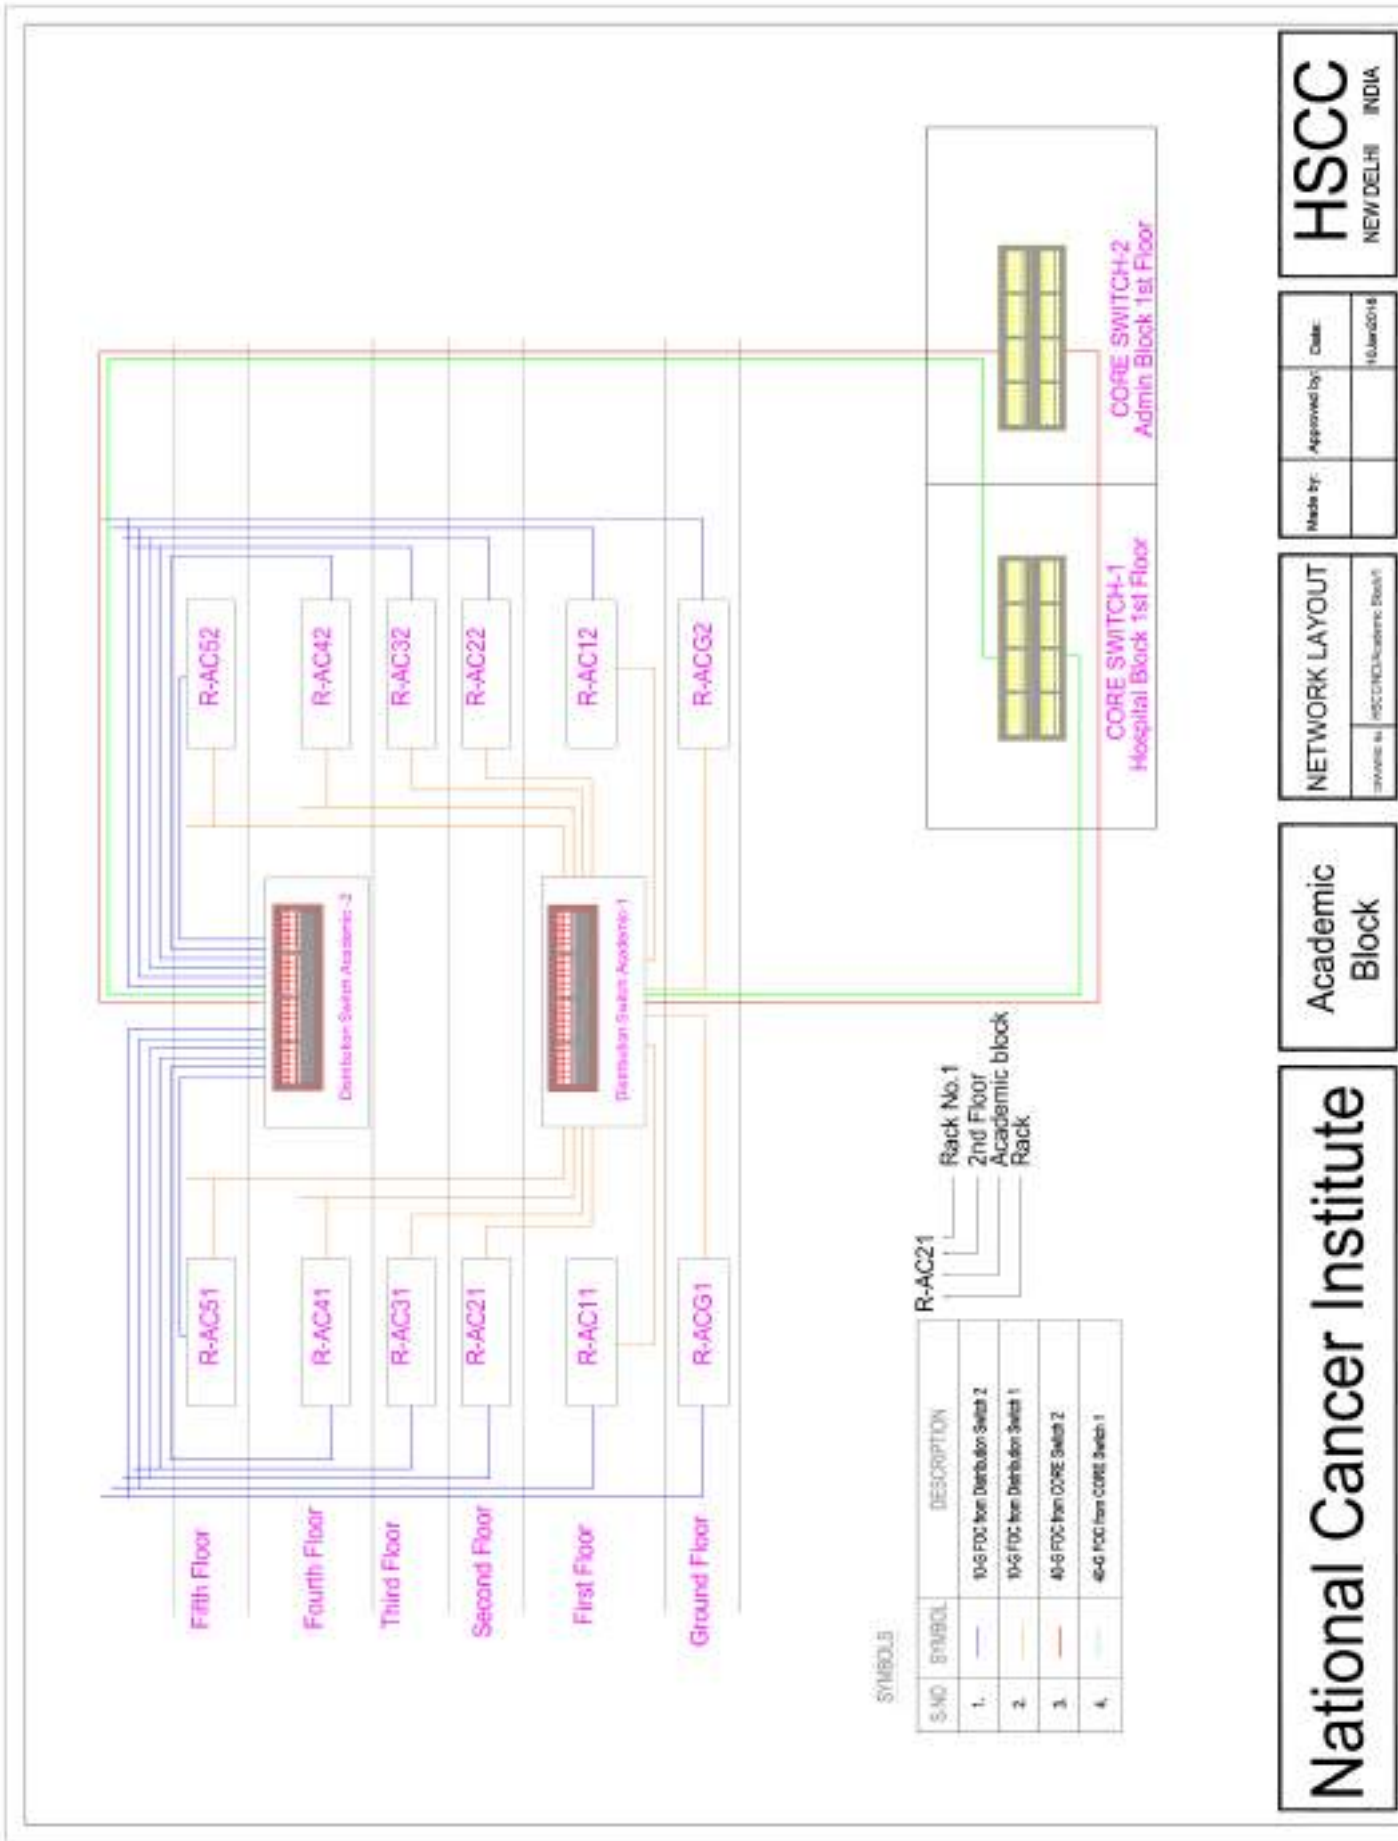 Fifth Floor
R-AC51
R-AC52
Fourth Floor
R-AC41
R-AC42
Distribution Switch Academic -2
Third Floor
R-AC31
R-AC32
Second Floor
R-AC21
R-AC22
First Floor
R-AC11
R-AC12
Distribution Switch Academic-1
Ground Floor
R-ACG1
R-ACG2
SYMBOLS
S.NO SYMBOL DESCRIPTION
1. 10-G FOC from Distribution Switch 2
2. 10-G FOC from Distribution Switch 1
3. 40-G FOC from CORE Switch 2
4. 40-G FOC from CORE Switch 1
R-AC21
Rack No.1
2nd Floor
Academic block
Rack
CORE SWITCH-1
Hospital Block 1st Floor
CORE SWITCH-2
Admin Block 1st Floor
National Cancer Institute
Academic
Block
NETWORK LAYOUT
Made by:
Approved by:
Date:
HSCC
NEW DELHI INDIA